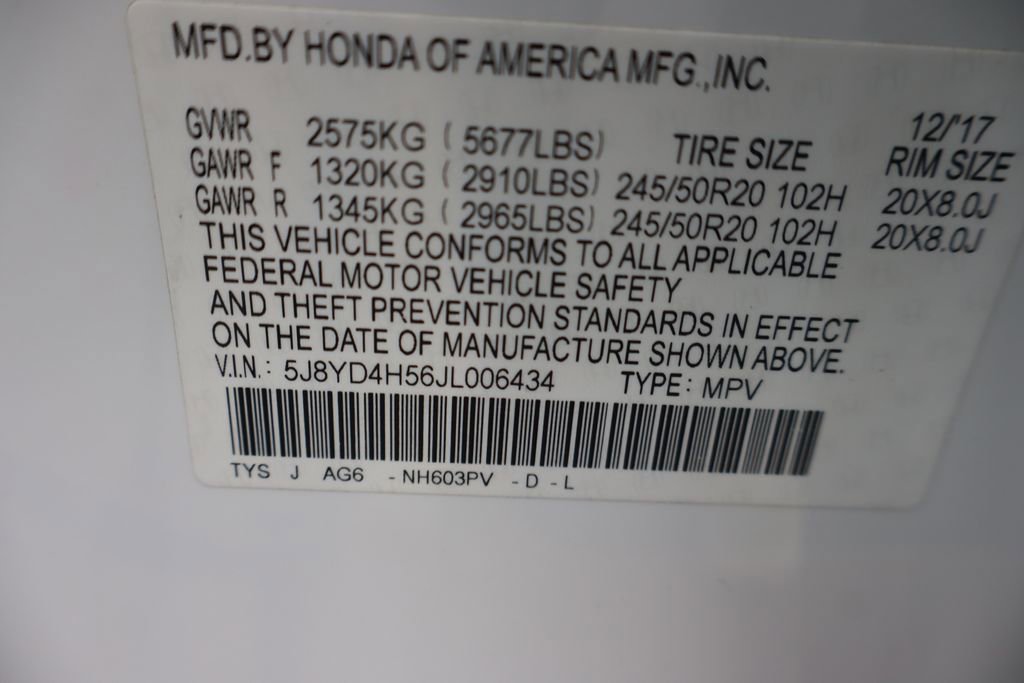 MFD.BY HONDA OF AMERICA MFG.,INC.
12/'17
GVWR 2575KG ( 5677LBS) TIRE SIZE RIM SIZE
GAWR F 1320KG ( 2910LBS) 245/50R20 102H 20X8.0J
GAWR R 1345KG ( 2965LBS) 245/50R20 102H 20X8.0J
THIS VEHICLE CONFORMS TO ALL APPLICABLE
FEDERAL MOTOR VEHICLE SAFETY
AND THEFT PREVENTION STANDARDS IN EFFECT
ON THE DATE OF MANUFACTURE SHOWN ABOVE.
V.I.N.: 5J8YD4H56JL006434 TYPE: MPV
TYS J AG6 - NH603PV - D - L